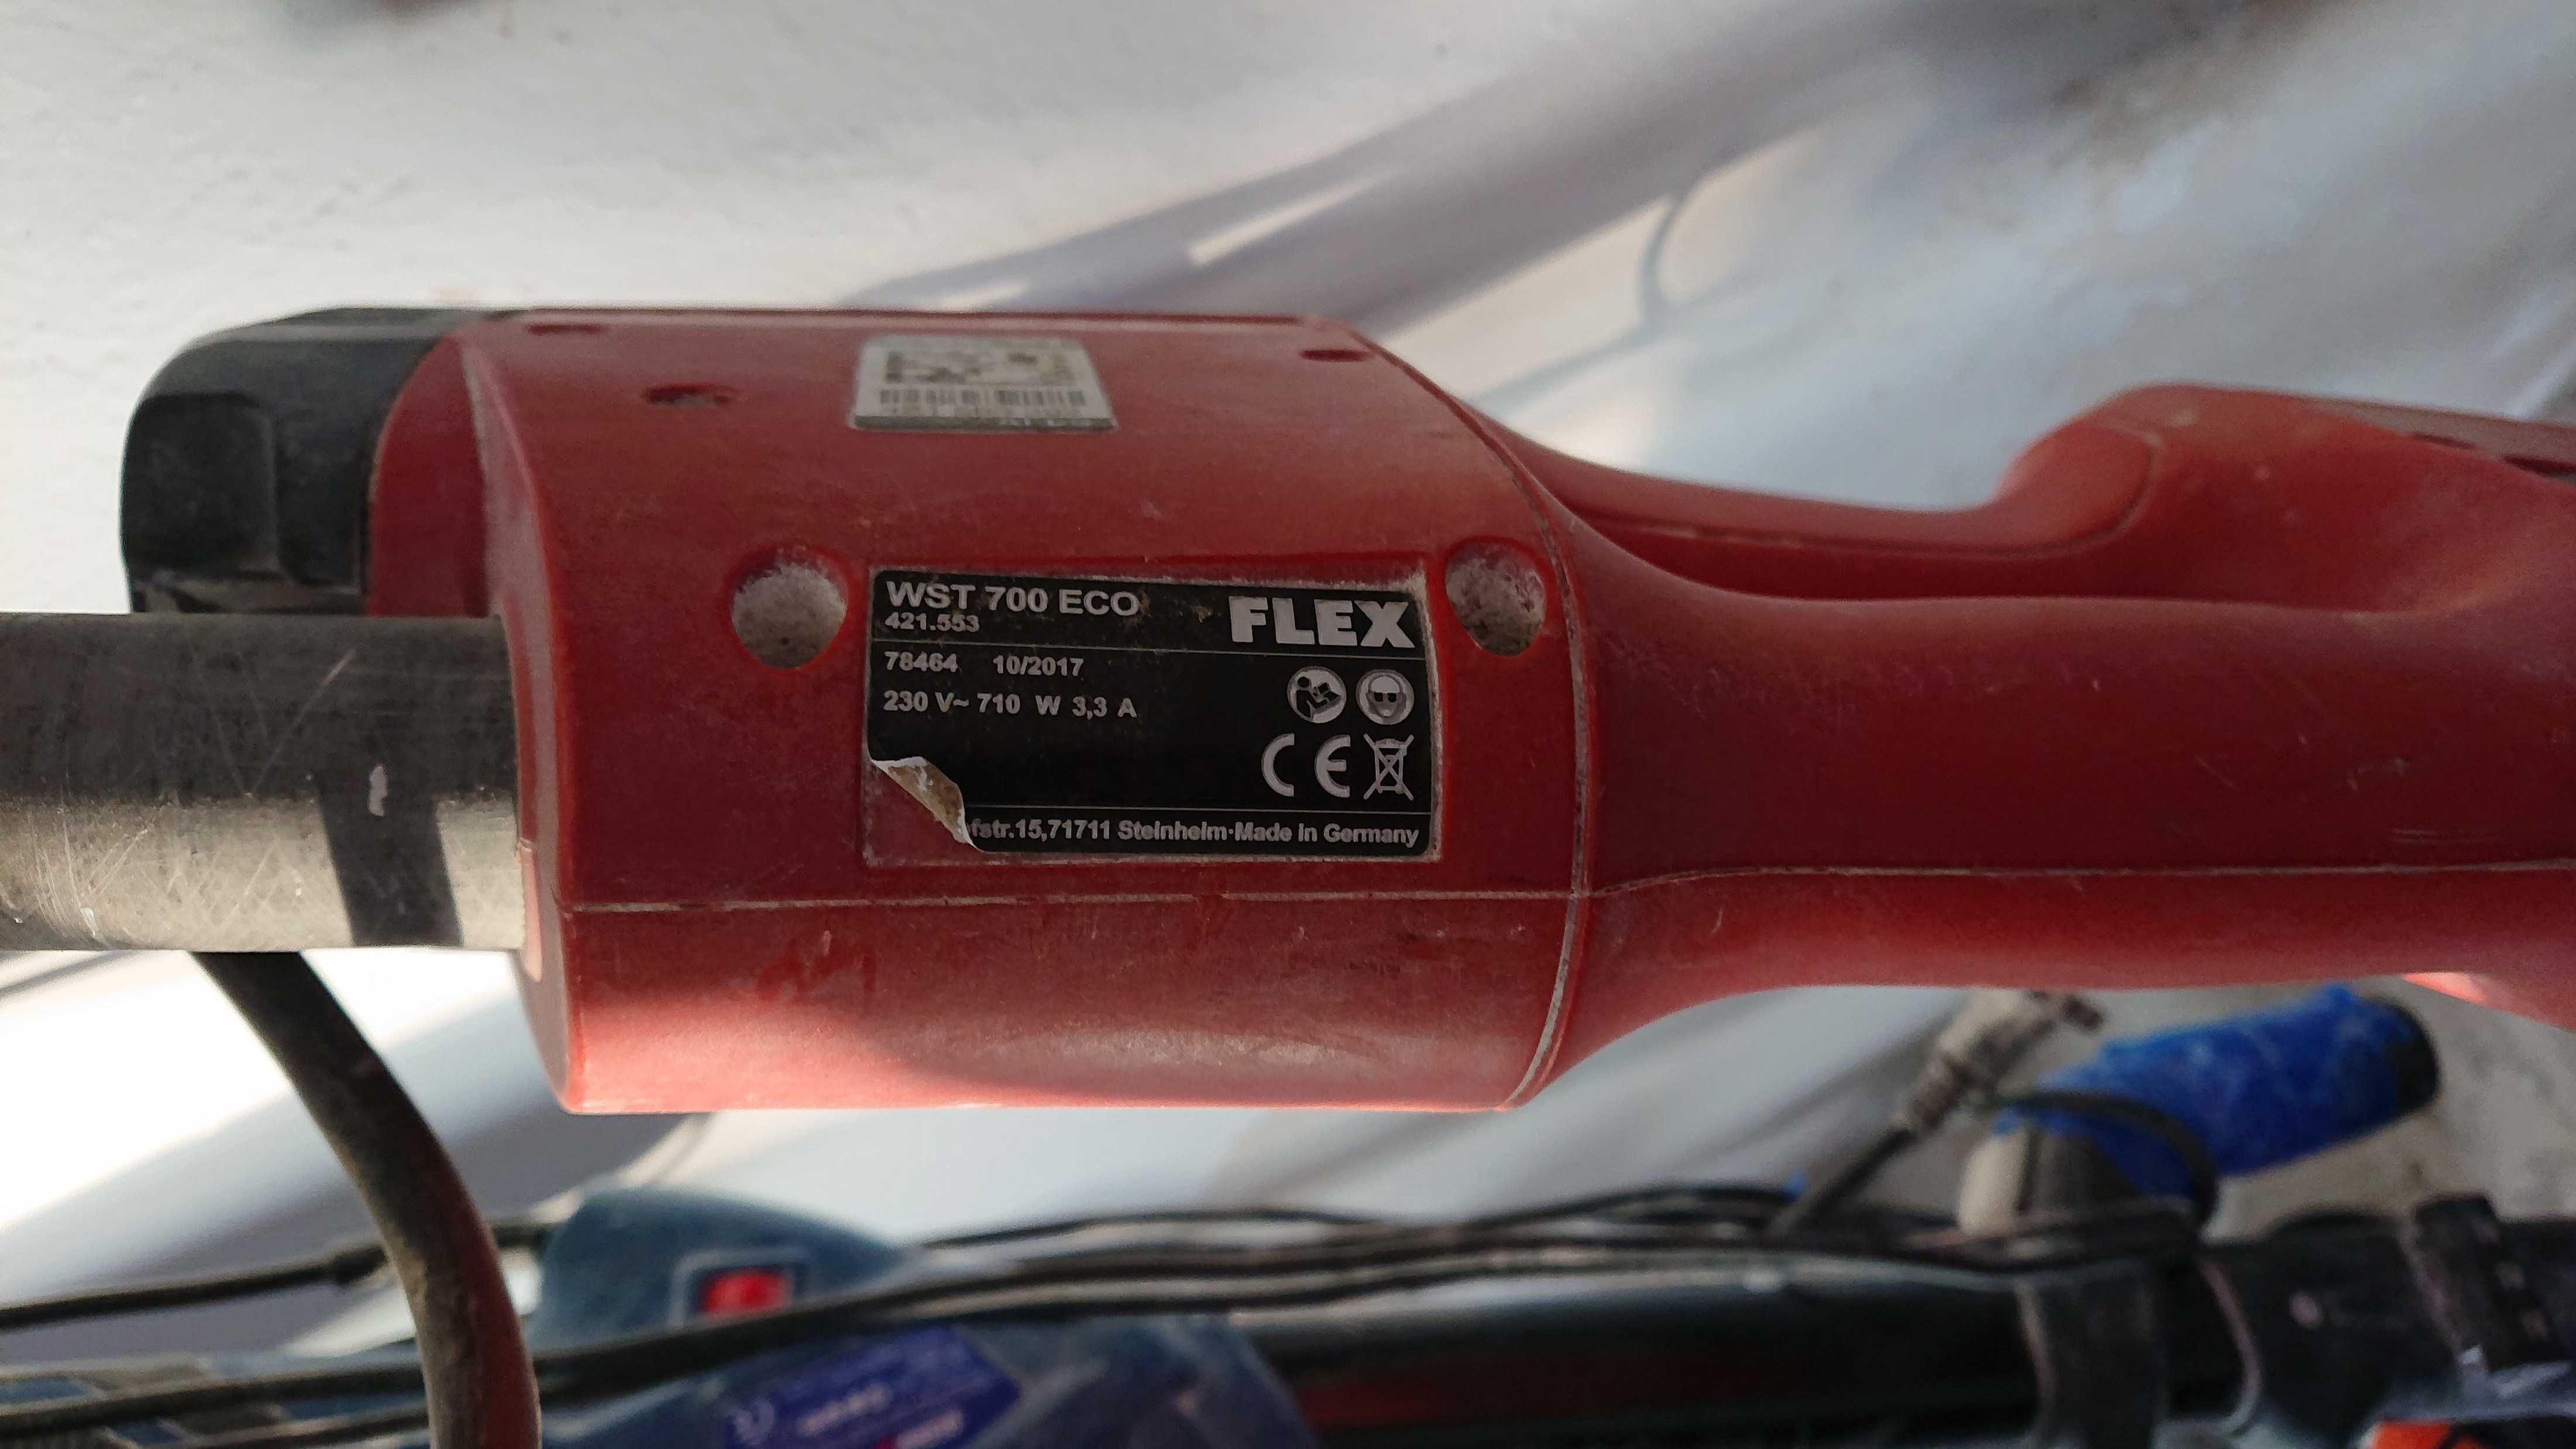 WST 700 ECO
421.553
FLEX
78464 10/2017
230 V~ 710 W 3,3 A
CE
fstr.15,71711 Steinheim·Made in Germany